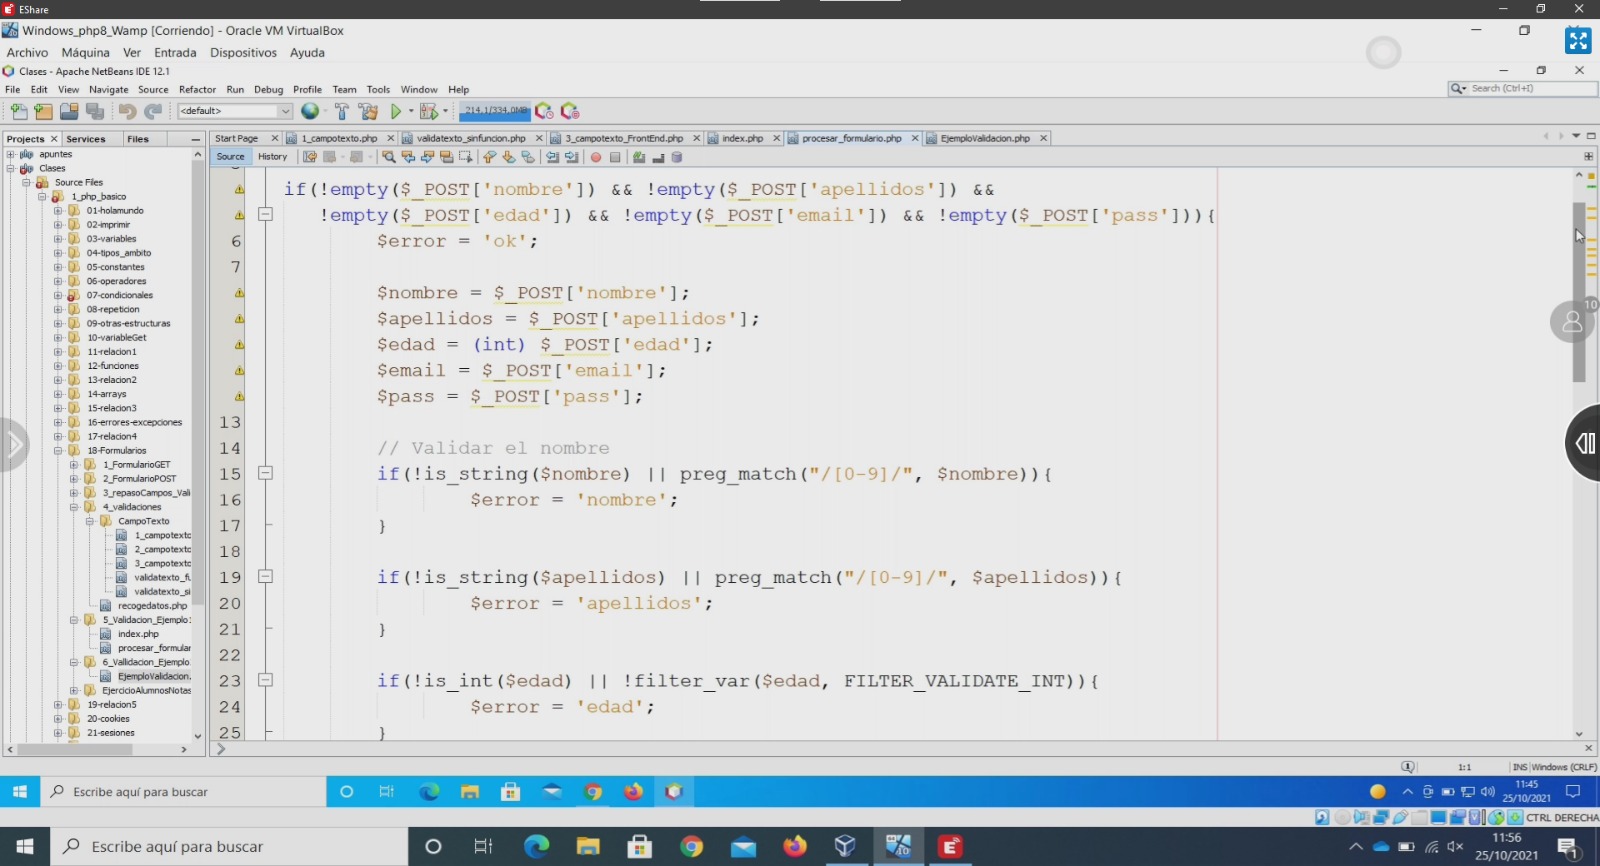 EShare
Windows_php8_Wamp [Corriendo] - Oracle VM VirtualBox
Archivo Máquina Ver Entrada Dispositivos Ayuda
Clases - Apache NetBeans IDE 12.1
File Edit View Navigate Source Refactor Run Debug Profile Team Tools Window Help
Search (Ctrl+I)
<default>
214,1/334,0MB
Projects Services Files
Start Page 1_campotexto.php validatexto_sinfuncion.php 3_campotexto_FrontEnd.php index.php procesar_formulario.php EjemploValidacion.php
Source History
apuntes
Clases
Source Files
1_php_basico
01-holamundo
02-imprimir
03-variables
04-tipos_ambito
05-constantes
06-operadores
07-condicionales
08-repeticion
09-otras-estructuras
10-variableGet
11-relacion1
12-funciones
13-relacion2
14-arrays
15-relacion3
16-errores-excepciones
17-relacion4
18-Formularios
1_FormularioGET
2_FormularioPOST
3_repasoCampos_Vali
4_validaciones
CampoTexto
1_campotexto
2_campotexto
3_campotexto
validatexto_fu
validatexto_si
recogedatos.php
5_Validacion_Ejemplo1
index.php
procesar_formular
6_Validacion_Ejemplo
EjemploValidacion.
EjercicioAlumnosNotas
19-relacion5
20-cookies
21-sesiones
if(!empty($_POST['nombre']) && !empty($_POST['apellidos']) &&
!empty($_POST['edad']) && !empty($_POST['email']) && !empty($_POST['pass'])){
6 $error = 'ok';
7
$nombre = $_POST['nombre'];
$apellidos = $_POST['apellidos'];
$edad = (int) $_POST['edad'];
$email = $_POST['email'];
$pass = $_POST['pass'];
13
14 // Validar el nombre
15 if(!is_string($nombre) || preg_match("/[0-9]/", $nombre)){
16 $error = 'nombre';
17 }
18
19 if(!is_string($apellidos) || preg_match("/[0-9]/", $apellidos)){
20 $error = 'apellidos';
21 }
22
23 if(!is_int($edad) || !filter_var($edad, FILTER_VALIDATE_INT)){
24 $error = 'edad';
25 }
10
1:1 INS Windows (CRLF)
Escribe aquí para buscar
11:45
25/10/2021
CTRL DERECHA
Escribe aquí para buscar
11:56
25/10/2021
1